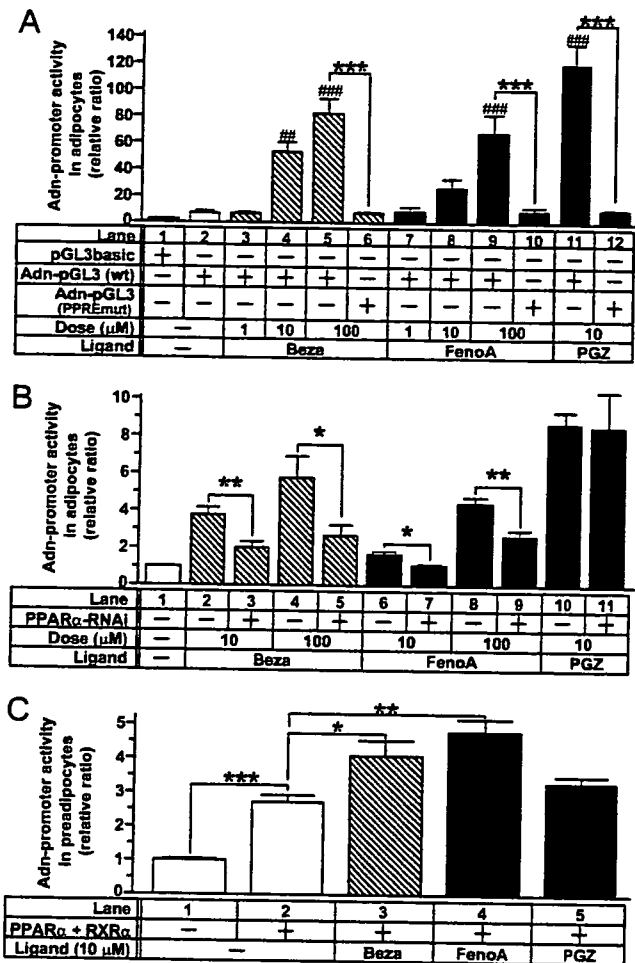 A
Adn-promoter activity
in adipocytes
(relative ratio)
140
120
100
80
60
40
20
0
## ### *** ### *** ### ***
Lane 1 2 3 4 5 6 7 8 9 10 11 12
pGL3basic + – – – – – – – – – – –
Adn-pGL3 (wt) – + + + + – + + + – + –
Adn-pGL3
(PPREmut) – – – – – + – – – + – +
Dose (μM) – 1 10 100 1 10 100 10
Ligand – Beza FenoA PGZ
B
Adn-promoter activity
in adipocytes
(relative ratio)
10
8
6
4
2
0
** * * **
Lane 1 2 3 4 5 6 7 8 9 10 11
PPARα-RNAi – – + – + – + – + – +
Dose (μM) – 10 100 10 100 10
Ligand – Beza FenoA PGZ
C
Adn-promoter activity
in preadipocytes
(relative ratio)
5
4
3
2
1
0
*** * **
Lane 1 2 3 4 5
PPARα + RXRα – + + + +
Ligand (10 μM) – Beza FenoA PGZ